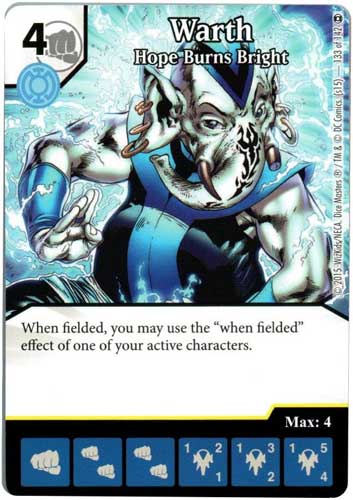 4
Warth
Hope Burns Bright
133 of 142
© 2015 WizKids/NECA. Dice Masters ® / TM & © DC Comics. (s15)
When fielded, you may use the “when fielded”
effect of one of your active characters.
Max: 4
1 2 2
1 3 2
1 5 4